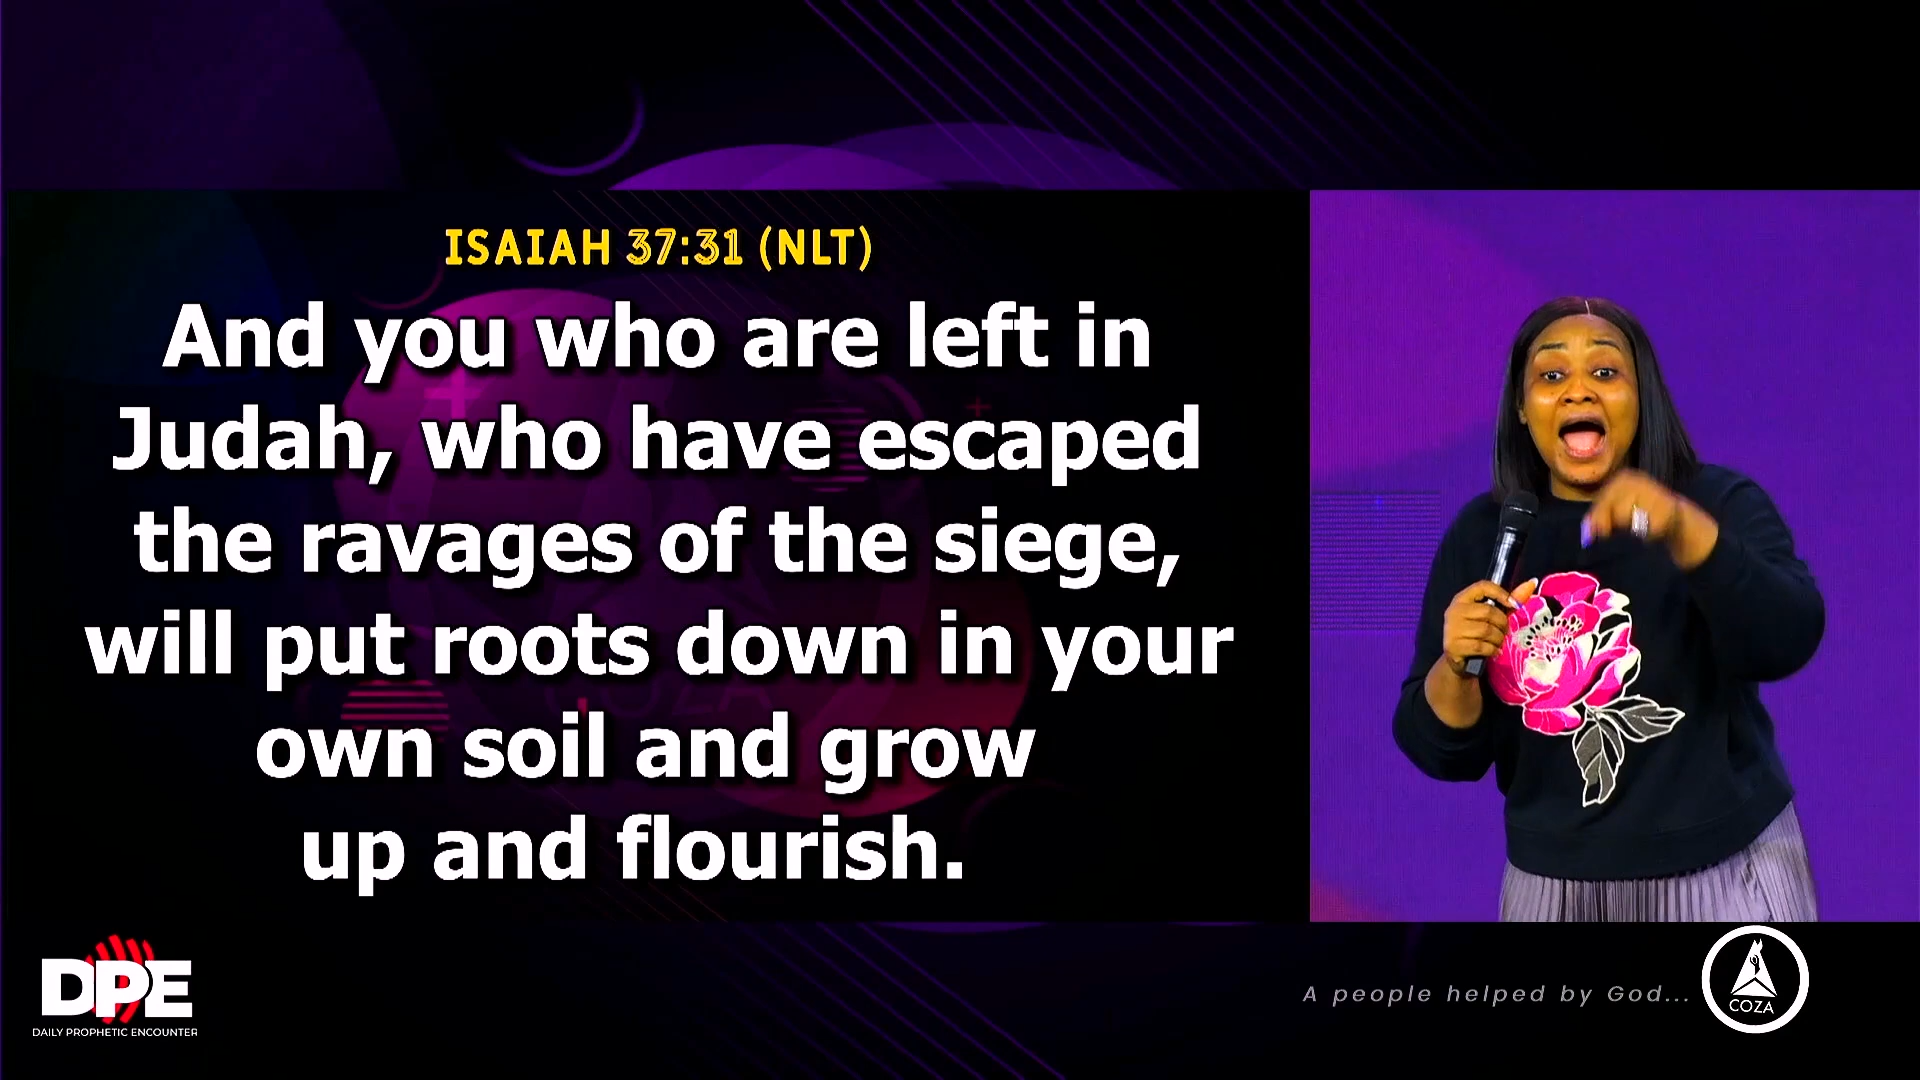 ISAIAH 37:31 (NLT)
And you who are left in
Judah, who have escaped
the ravages of the siege,
will put roots down in your
own soil and grow
up and flourish.
COZA
DPE
DAILY PROPHETIC ENCOUNTER
A people helped by God...
COZA